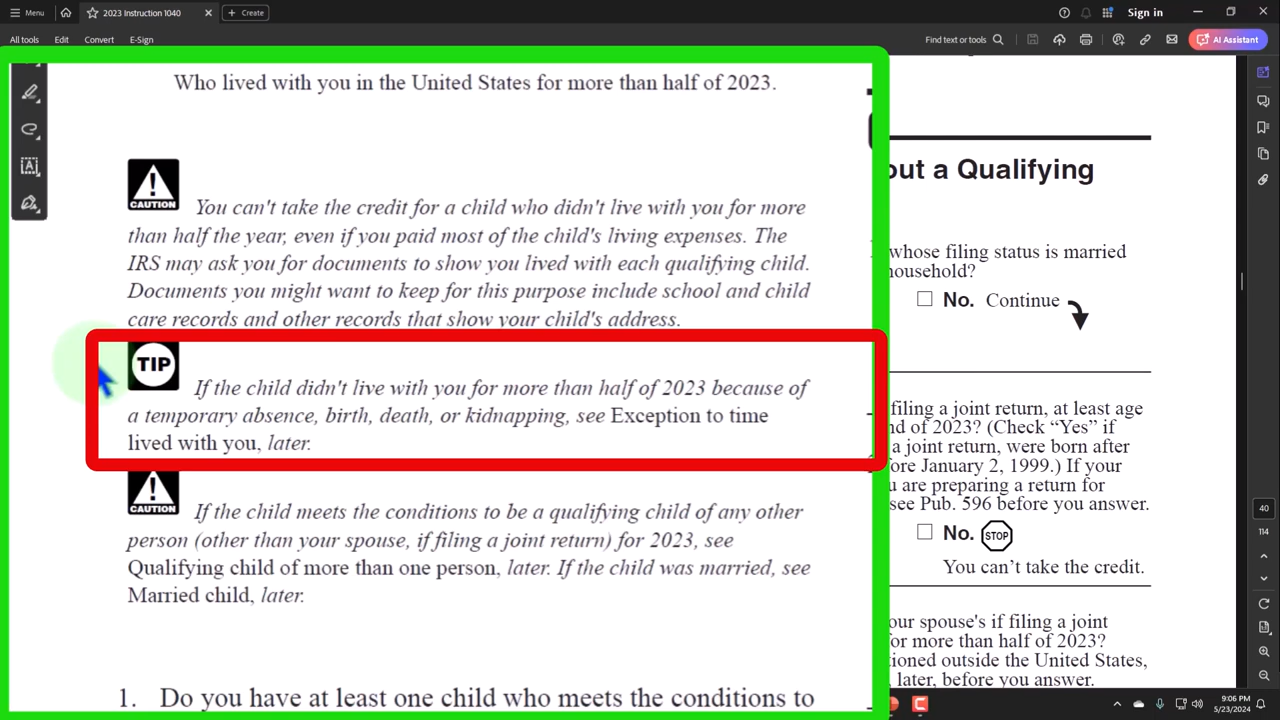 Menu
2023 Instruction 1040
Create
Sign in
All tools
Edit
Convert
E-Sign
Find text or tools
AI Assistant
Who lived with you in the United States for more than half of 2023.
CAUTION
You can't take the credit for a child who didn't live with you for more
than half the year, even if you paid most of the child's living expenses. The
IRS may ask you for documents to show you lived with each qualifying child.
Documents you might want to keep for this purpose include school and child
care records and other records that show your child's address.
TIP
If the child didn't live with you for more than half of 2023 because of
a temporary absence, birth, death, or kidnapping, see Exception to time
lived with you, later.
CAUTION
If the child meets the conditions to be a qualifying child of any other
person (other than your spouse, if filing a joint return) for 2023, see
Qualifying child of more than one person, later. If the child was married, see
Married child, later.
1. Do you have at least one child who meets the conditions to
out a Qualifying
whose filing status is married
household?
No. Continue
filing a joint return, at least age
nd of 2023? (Check “Yes” if
a joint return, were born after
ore January 2, 1999.) If your
u are preparing a return for
see Pub. 596 before you answer.
No. STOP
You can’t take the credit.
our spouse's if filing a joint
for more than half of 2023?
tioned outside the United States,
later, before you answer.
40
114
9:06 PM
5/23/2024